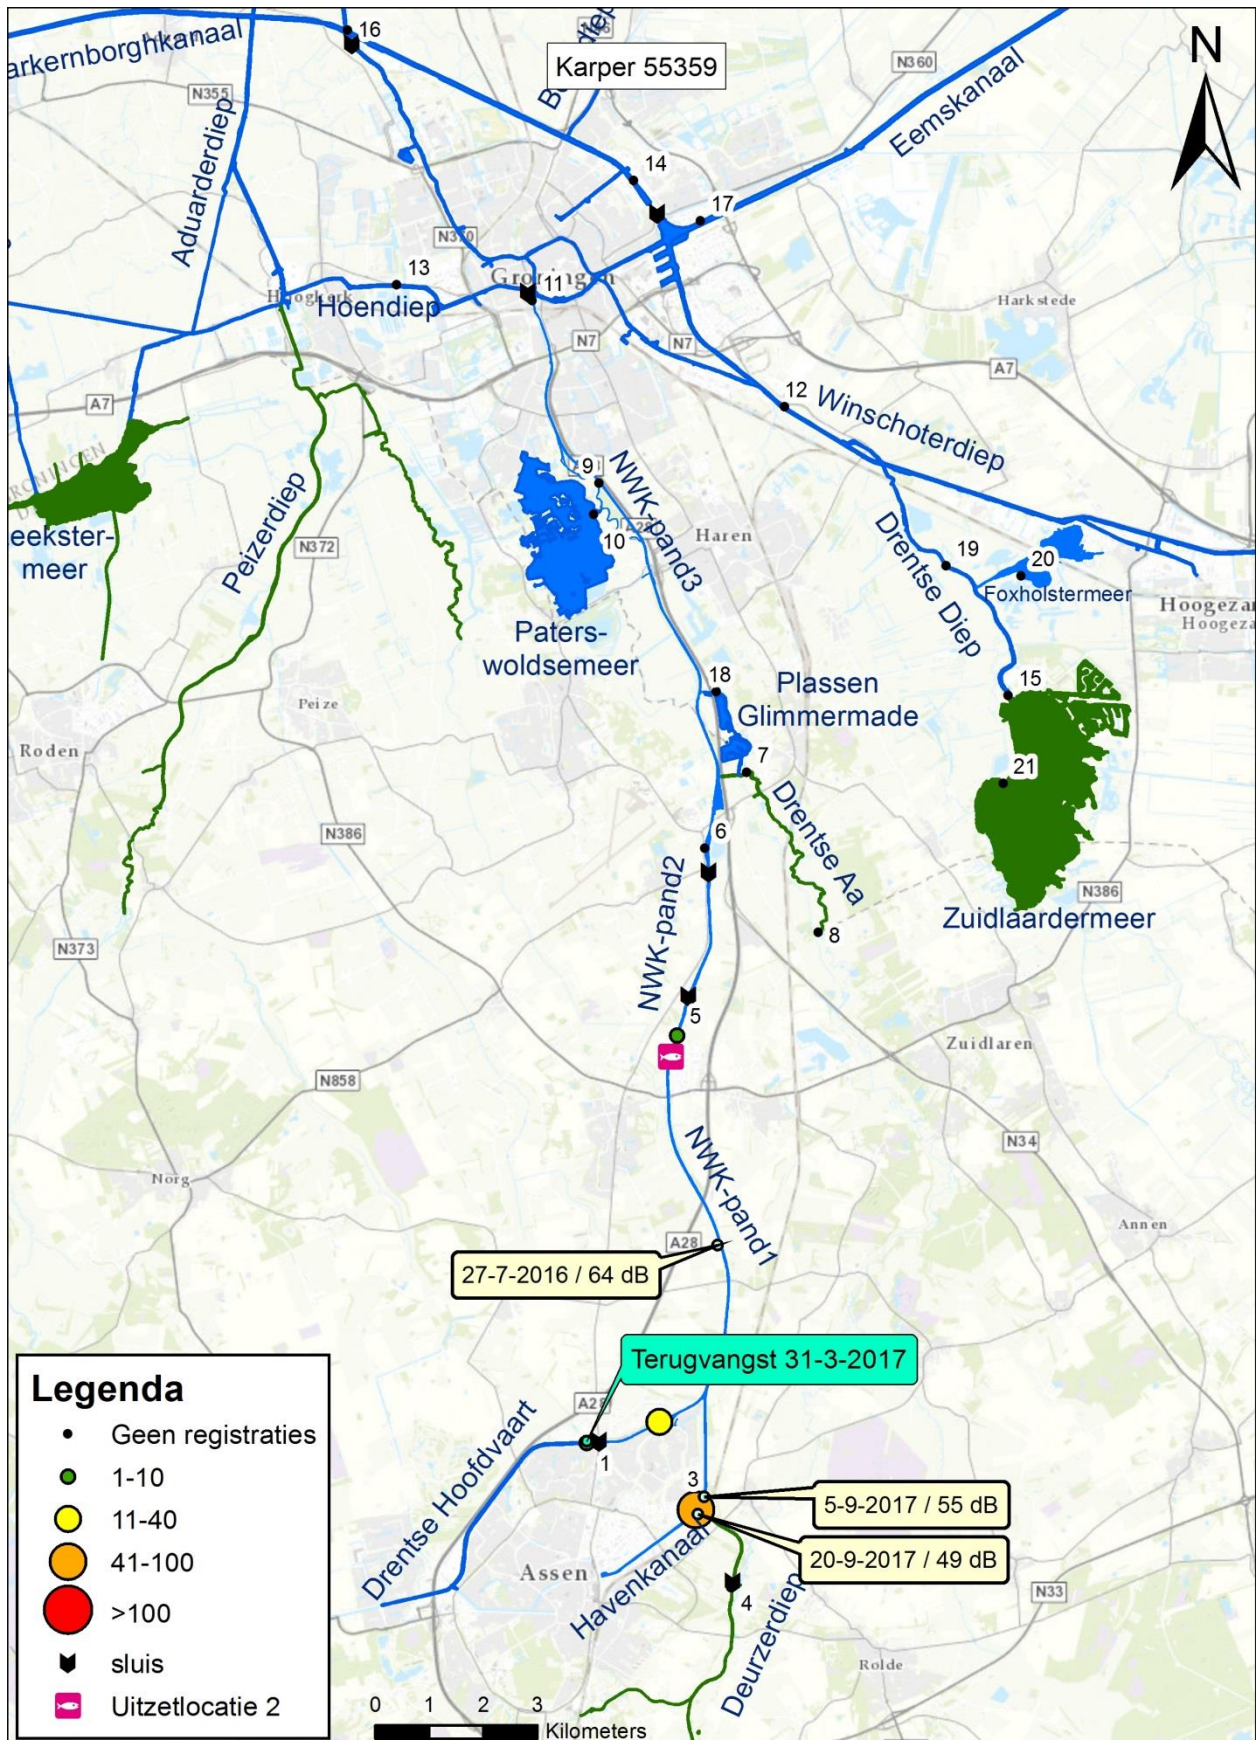 arkernborghkanaal
16
Karper 55359
N360
N
N355
Eemskanaal
Aduarderdiep
14
17
N370
13
Groningen
11
Harkstede
Hoogkerk
Hoendiep
N7
N7
A7
A7
12
Winschoterdiep
9
NWK-pand3
A28
10
Haren
Peizerdiep
eekster-
meer
N372
Drentse Diep
19
20
Foxholstermeer
Hoogezan
Hoogeza
Paters-
woldsemeer
18
Plassen
Glimmermade
15
Peize
Roden
7
21
Drentse Aa
6
N386
NWK-pand2
N386
Zuidlaardermeer
8
N373
5
Zuidlaren
N858
NWK-pand1
N34
Norg
Annen
A28
27-7-2016 / 64 dB
Terugvangst 31-3-2017
A28
Drentse Hoofdvaart
1
3
5-9-2017 / 55 dB
20-9-2017 / 49 dB
Assen
Havenkanaal
4
N33
Deurzerdiep
Rolde
Legenda
Geen registraties
1-10
11-40
41-100
>100
sluis
Uitzetlocatie 2
0 1 2 3
Kilometers